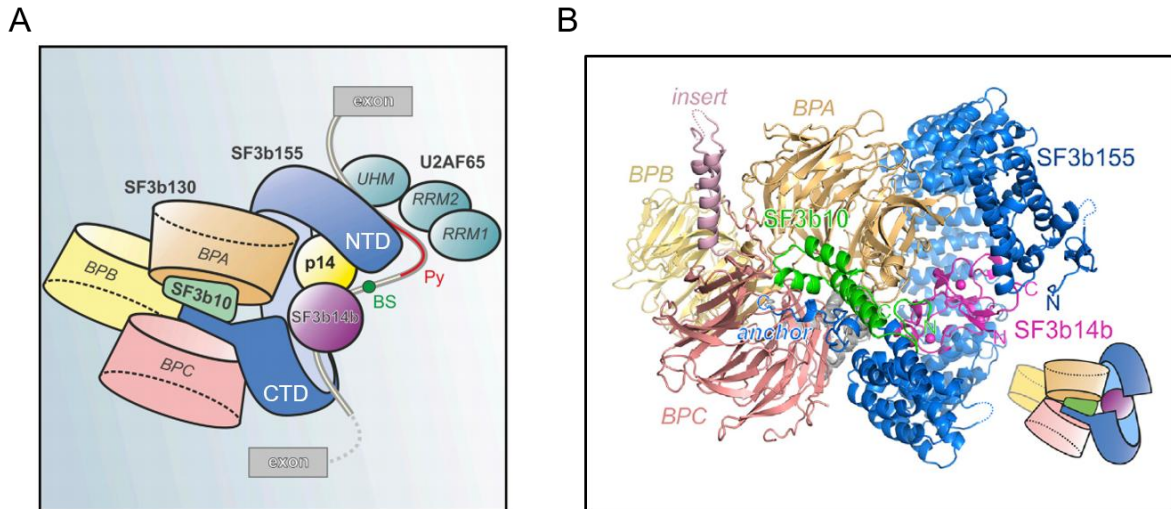 A
exon
SF3b155
U2AF65
UHM
RRM2
RRM1
SF3b130
NTD
BPA
p14
Py
BPB
BS
SF3b10
SF3b14b
BPC
CTD
exon
B
insert
BPA
SF3b155
BPB
SF3b10
C
N
C
C
N
anchor
SF3b14b
N
BPC